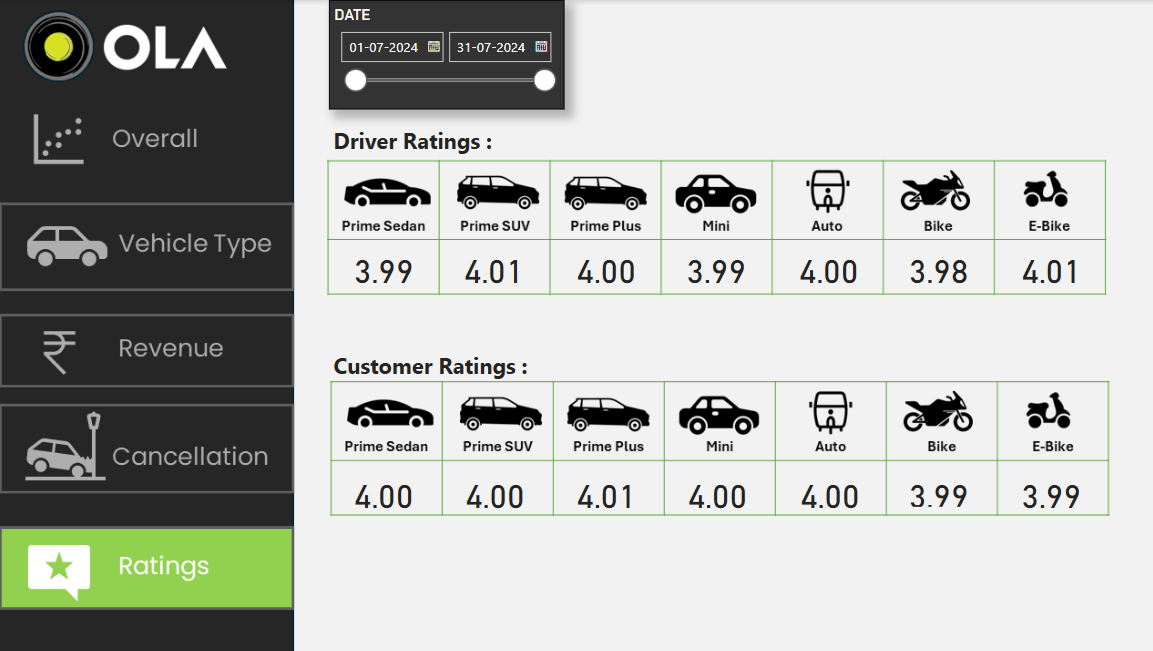 OLA
Overall
Vehicle Type
Revenue
Cancellation
Ratings
DATE
01-07-2024 31-07-2024
Driver Ratings :
Prime Sedan Prime SUV Prime Plus Mini Auto Bike E-Bike
3.99 4.01 4.00 3.99 4.00 3.98 4.01
Customer Ratings :
Prime Sedan Prime SUV Prime Plus Mini Auto Bike E-Bike
4.00 4.00 4.01 4.00 4.00 3.99 3.99